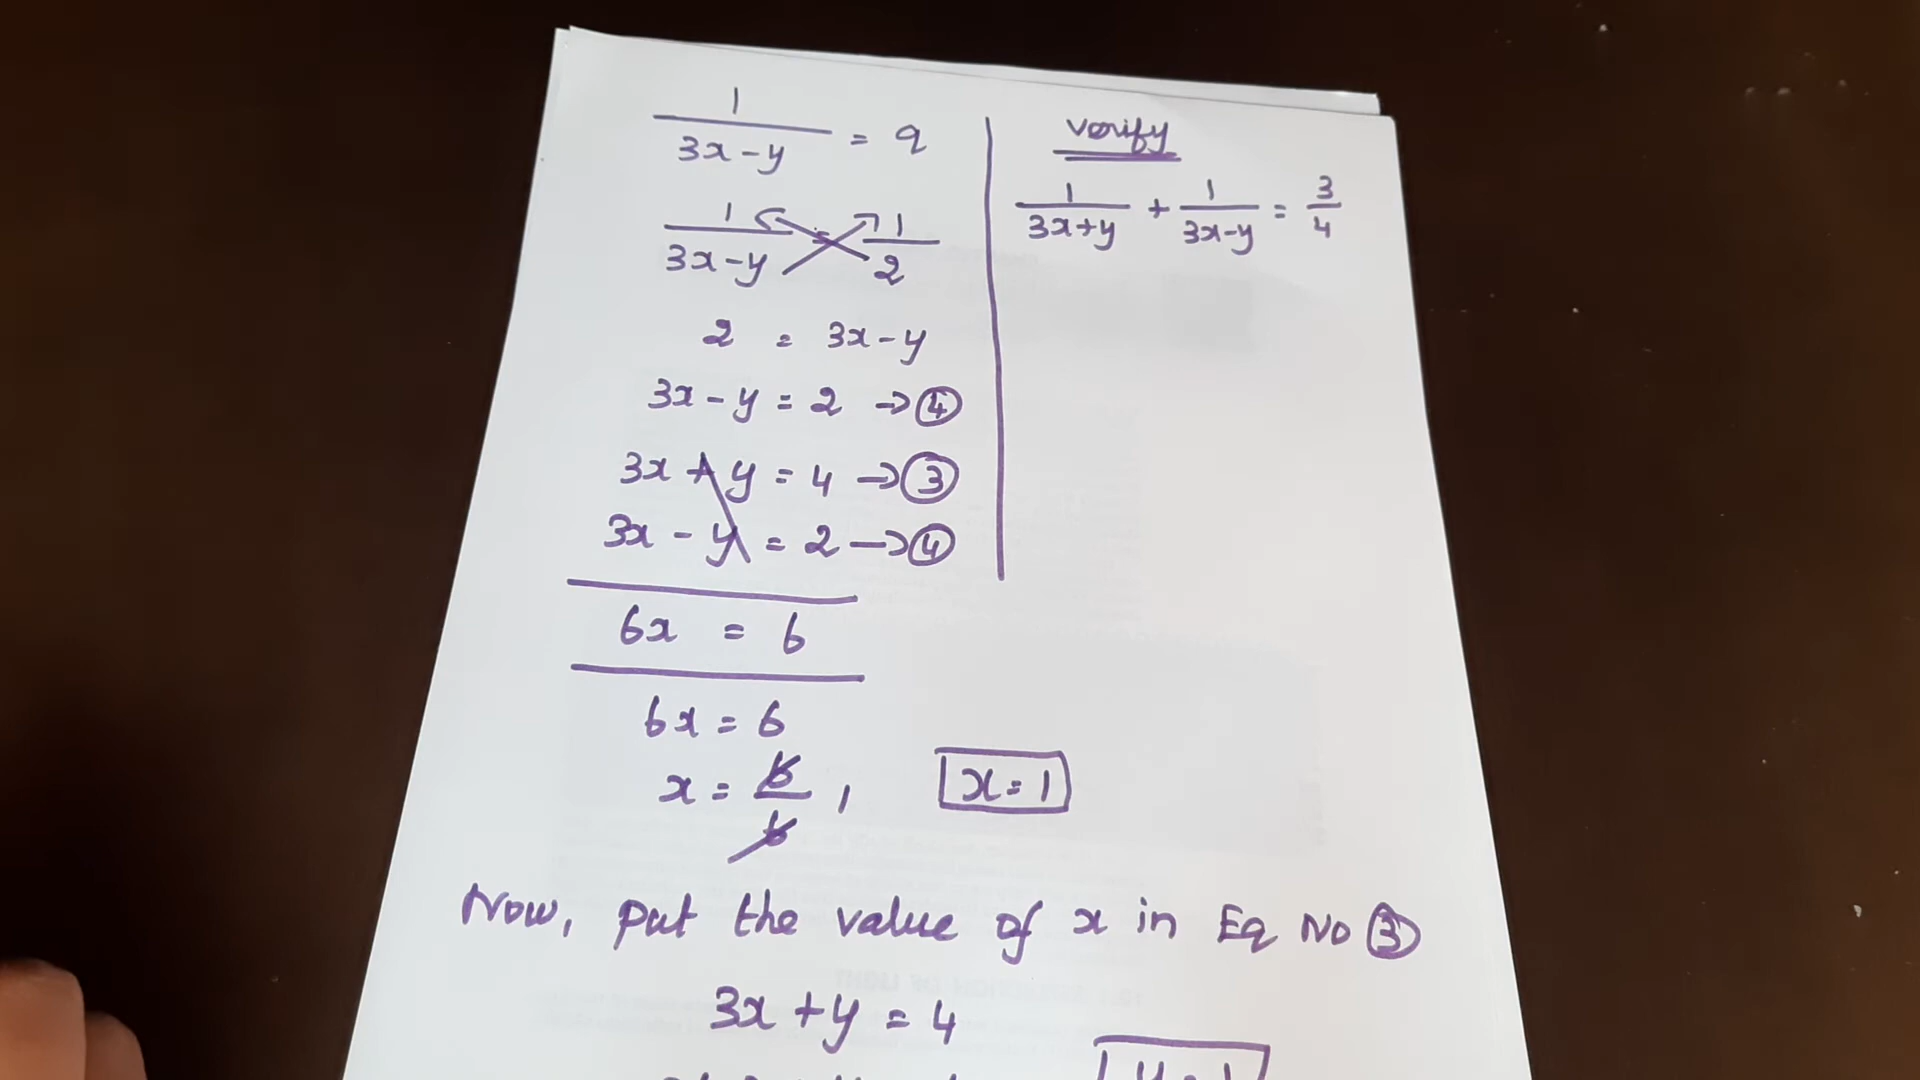 1/(3x-y) = q
1/(3x-y) = 1/2
2 = 3x-y
3x-y = 2 → ④
3x+y = 4 → ③
3x-y = 2 → ④
6x = 6
6x = 6
x = 6/6 1
x = 1
Now, put the value of x in Eq No ③
3x+y = 4
Verify
1/(3x+y) + 1/(3x-y) = 3/4